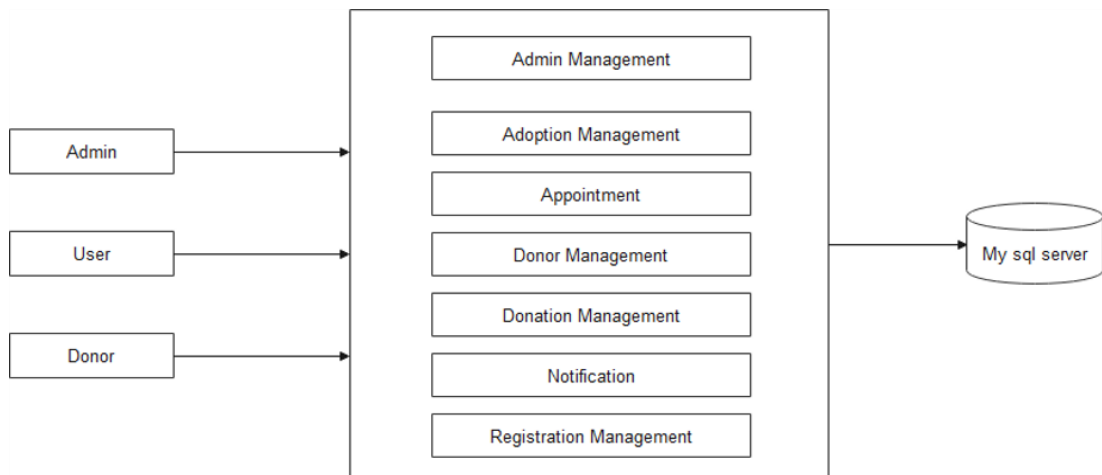 Admin
User
Donor
Admin Management
Adoption Management
Appointment
Donor Management
Donation Management
Notification
Registration Management
My sql server